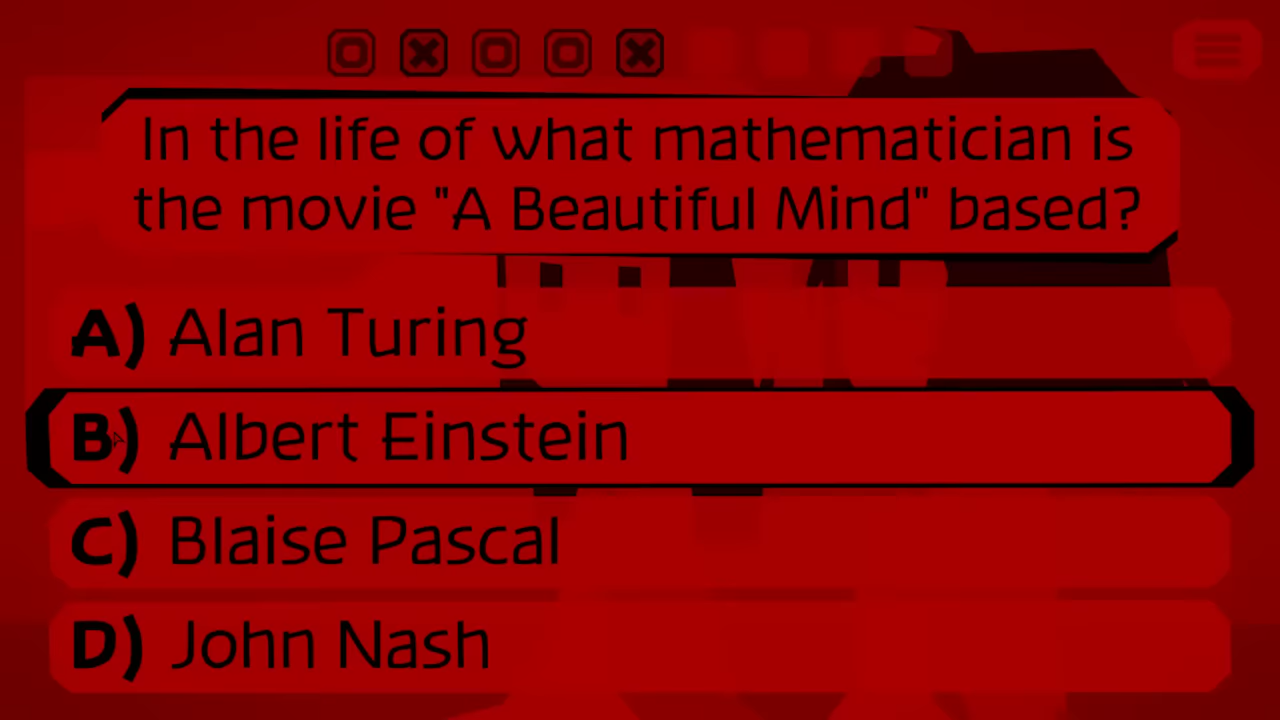 In the life of what mathematician is
the movie "A Beautiful Mind" based?
A) Alan Turing
B) Albert Einstein
C) Blaise Pascal
D) John Nash